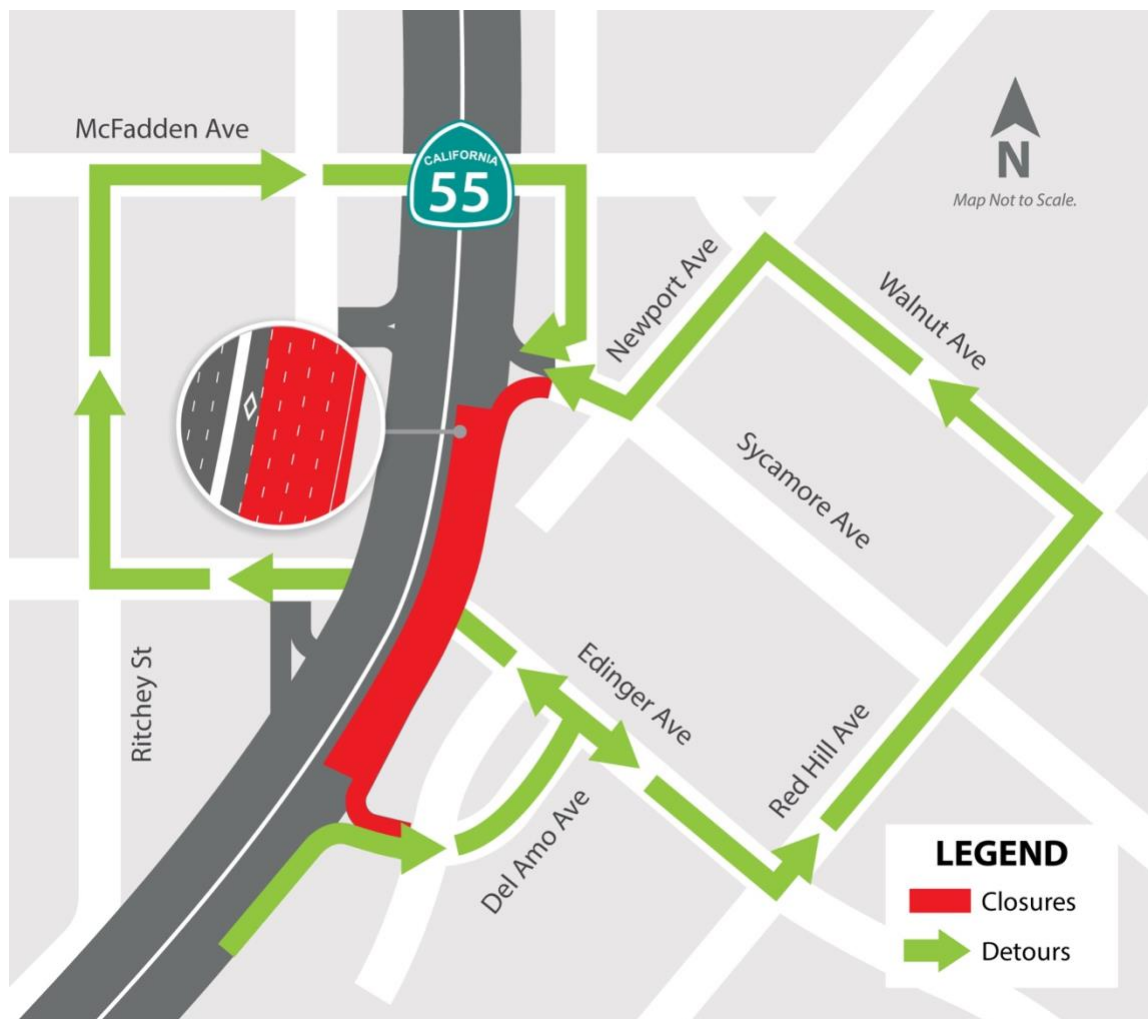 McFadden Ave
CALIFORNIA
55
N
Map Not to Scale.
Newport Ave
Walnut Ave
Sycamore Ave
Edinger Ave
Ritchey St
Red Hill Ave
Del Amo Ave
LEGEND
Closures
Detours